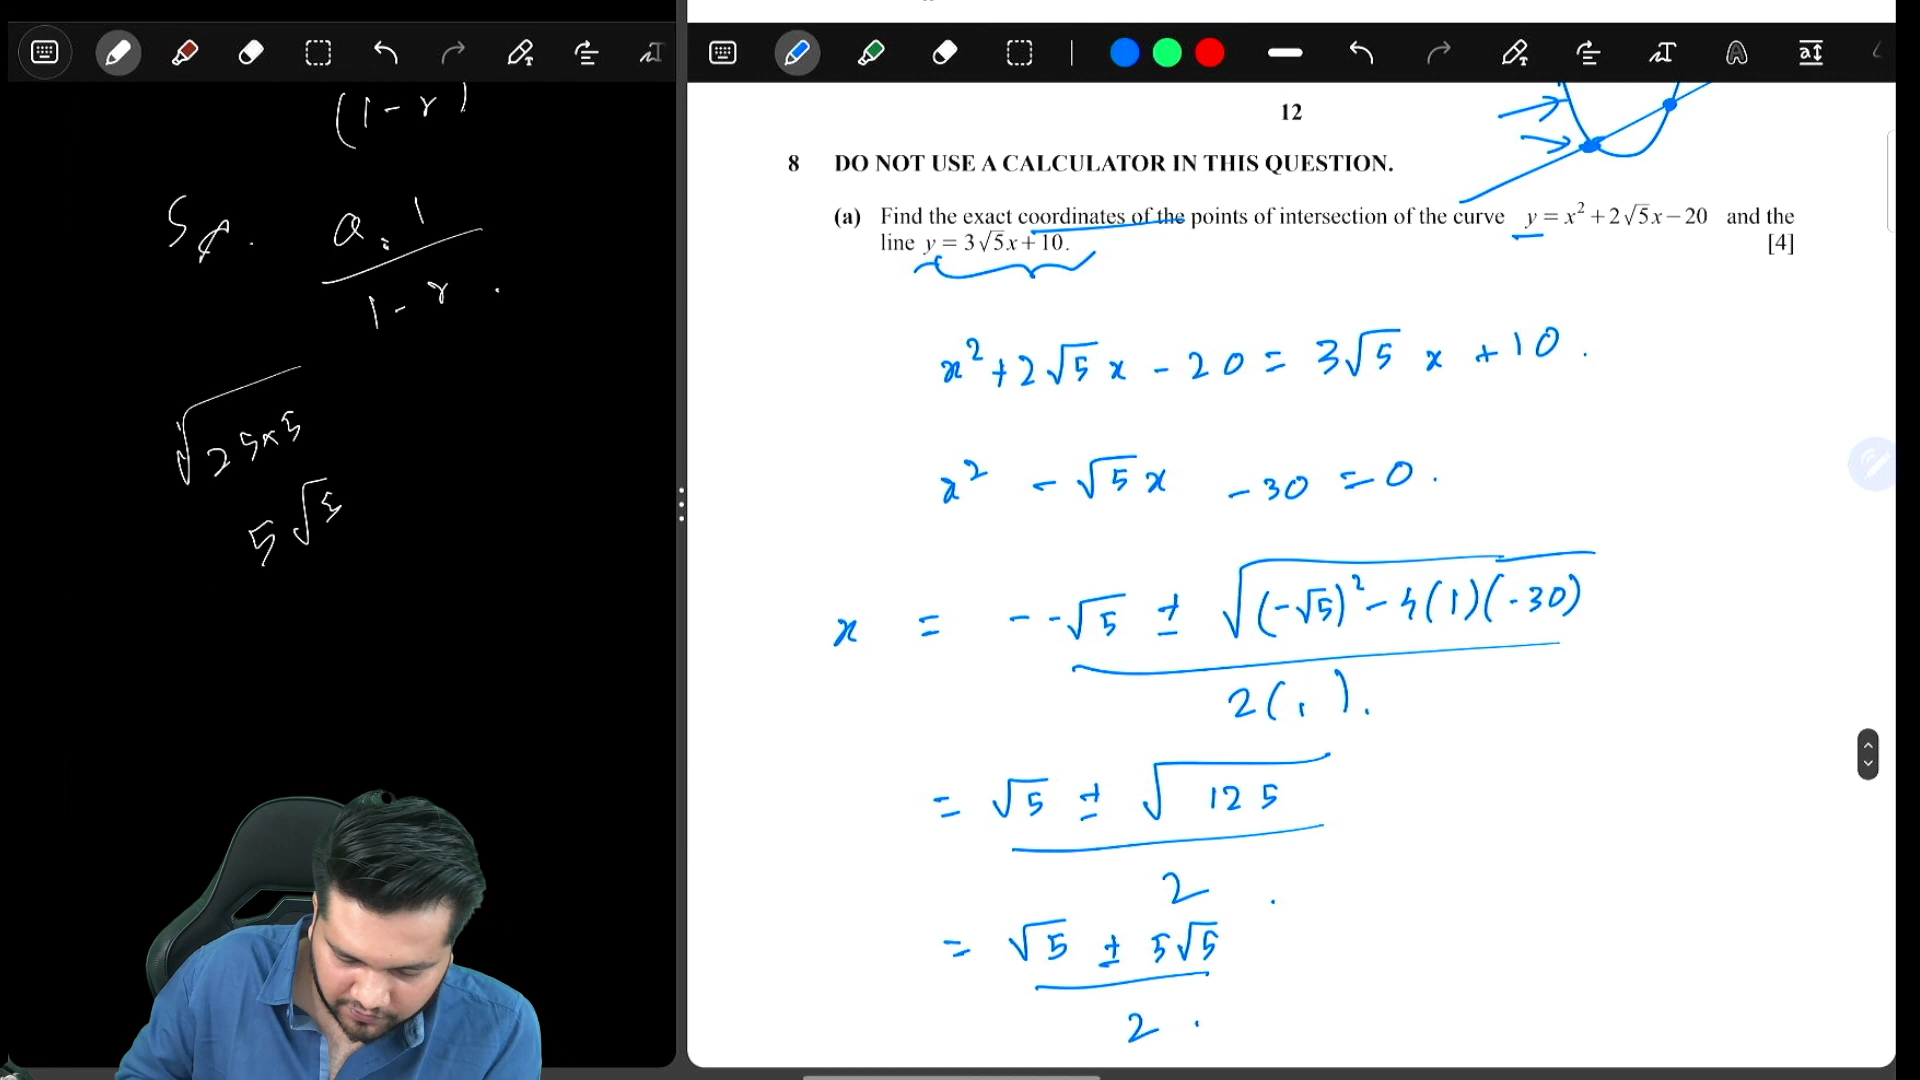 (1-r)
S∞. a.1
1-r.
√25×5
5√5
12
8 DO NOT USE A CALCULATOR IN THIS QUESTION.
(a) Find the exact coordinates of the points of intersection of the curve y = x² + 2√5x − 20 and the
line y = 3√5x + 10. [4]
x² + 2√5 x - 20 = 3√5 x + 10.
x² - √5 x - 30 = 0.
x = --√5 ± √(-√5)² - 4(1)(-30)
2(1).
= √5 ± √125
2.
= √5 ± 5√5
2.